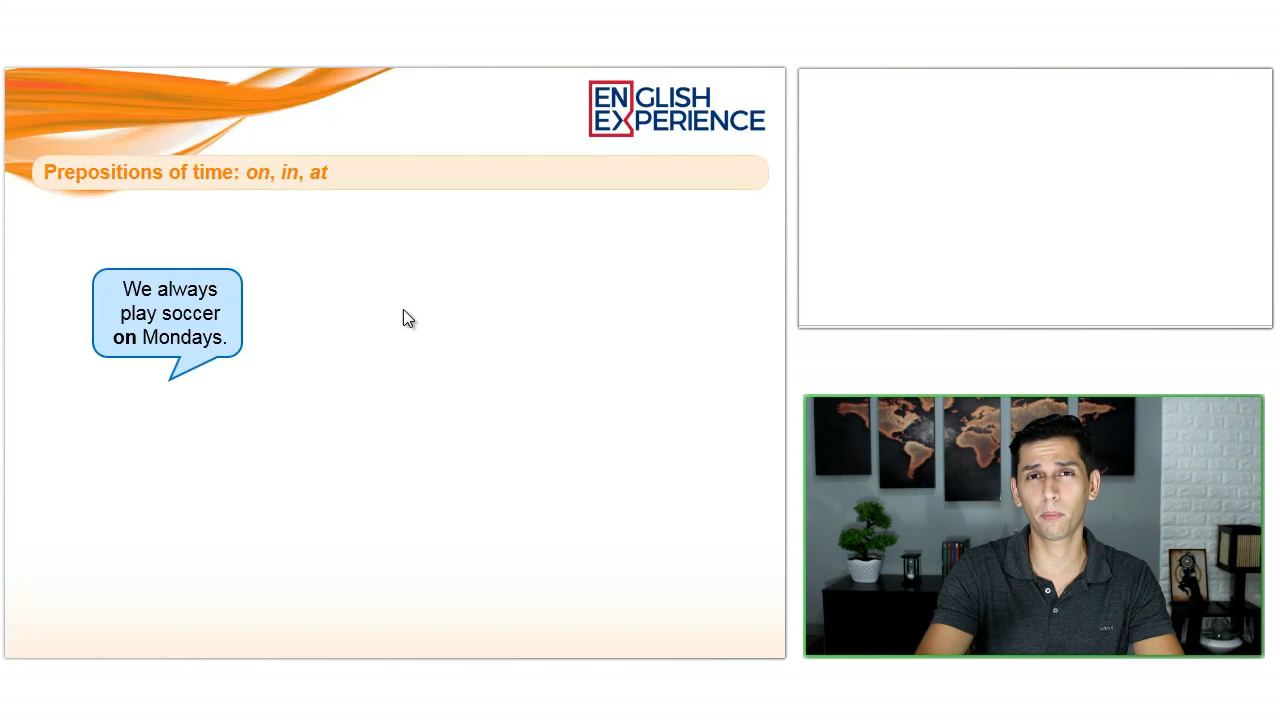 ENGLISH
EXPERIENCE
Prepositions of time: on, in, at
We always
play soccer
on Mondays.